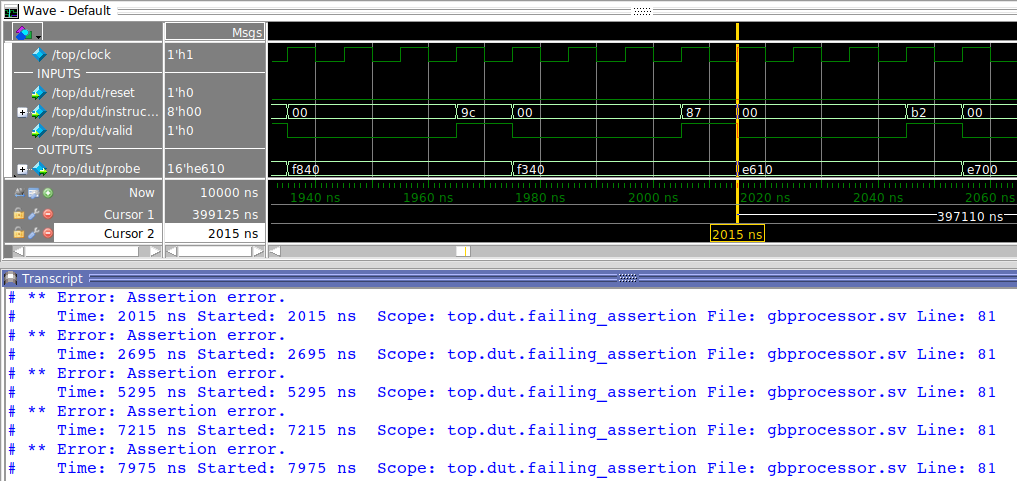 Wave - Default
Msgs
/top/clock 1'h1
INPUTS
/top/dut/reset 1'h0
/top/dut/instruc... 8'h00 00 9c 00 87 00 b2 00
/top/dut/valid 1'h0
OUTPUTS
/top/dut/probe 16'he610 f840 f340 e610 e700
Now 10000 ns 1940 ns 1960 ns 1980 ns 2000 ns 2020 ns 2040 ns 2060 ns
Cursor 1 399125 ns 397110 ns
Cursor 2 2015 ns 2015 ns
Transcript
# ** Error: Assertion error.
# Time: 2015 ns Started: 2015 ns Scope: top.dut.failing_assertion File: gbprocessor.sv Line: 81
# ** Error: Assertion error.
# Time: 2695 ns Started: 2695 ns Scope: top.dut.failing_assertion File: gbprocessor.sv Line: 81
# ** Error: Assertion error.
# Time: 5295 ns Started: 5295 ns Scope: top.dut.failing_assertion File: gbprocessor.sv Line: 81
# ** Error: Assertion error.
# Time: 7215 ns Started: 7215 ns Scope: top.dut.failing_assertion File: gbprocessor.sv Line: 81
# ** Error: Assertion error.
# Time: 7975 ns Started: 7975 ns Scope: top.dut.failing_assertion File: gbprocessor.sv Line: 81